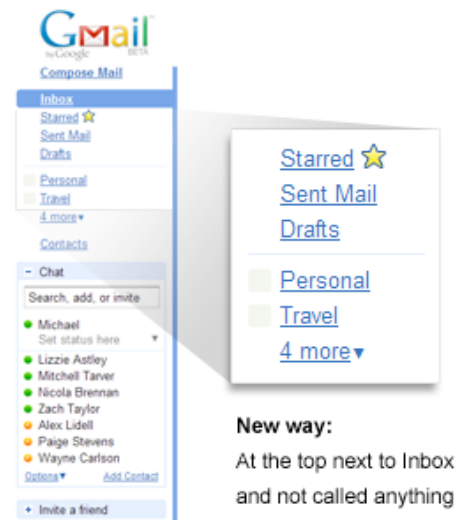 Gmail
by Google BETA
Compose Mail
Inbox
Starred
Sent Mail
Drafts
Personal
Travel
4 more▾
Contacts
− Chat
Search, add, or invite
Michael
Set status here ▾
Lizzie Astley
Mitchell Tarver
Nicola Brennan
Zach Taylor
Alex Lidell
Paige Stevens
Wayne Carlson
Options▾ Add Contact
+ Invite a friend
Starred
Sent Mail
Drafts
Personal
Travel
4 more▾
New way:
At the top next to Inbox
and not called anything